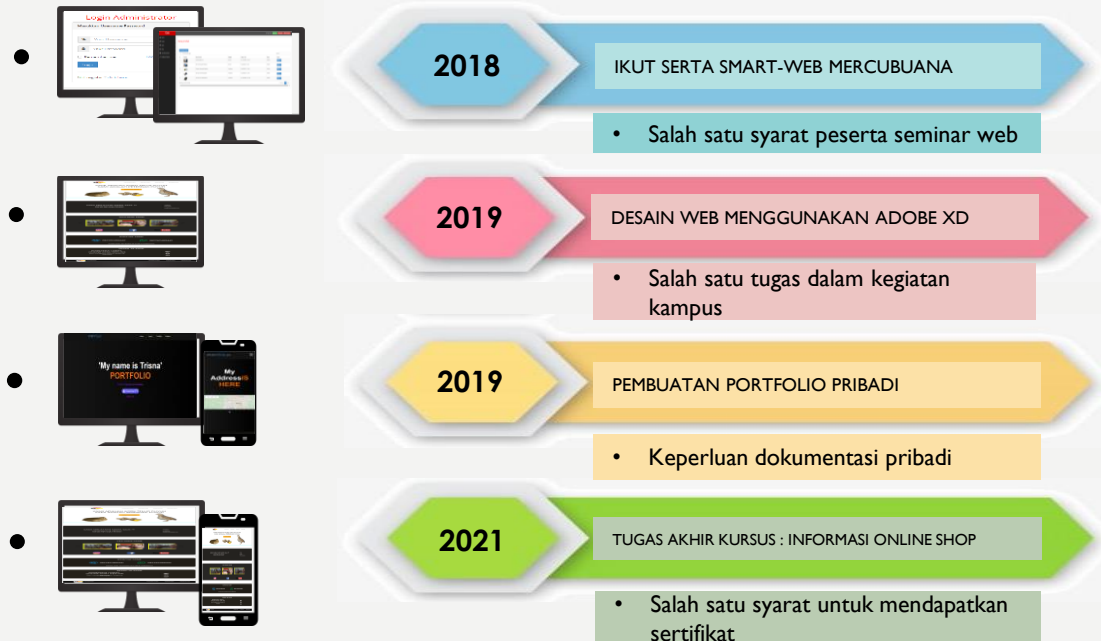 Login Administrator
2018
IKUT SERTA SMART-WEB MERCUBUANA
• Salah satu syarat peserta seminar web
2019
DESAIN WEB MENGGUNAKAN ADOBE XD
• Salah satu tugas dalam kegiatan
kampus
'My name is Trisna'
PORTFOLIO
My
AddressIS
HERE
2019
PEMBUATAN PORTFOLIO PRIBADI
• Keperluan dokumentasi pribadi
2021
TUGAS AKHIR KURSUS : INFORMASI ONLINE SHOP
• Salah satu syarat untuk mendapatkan
sertifikat